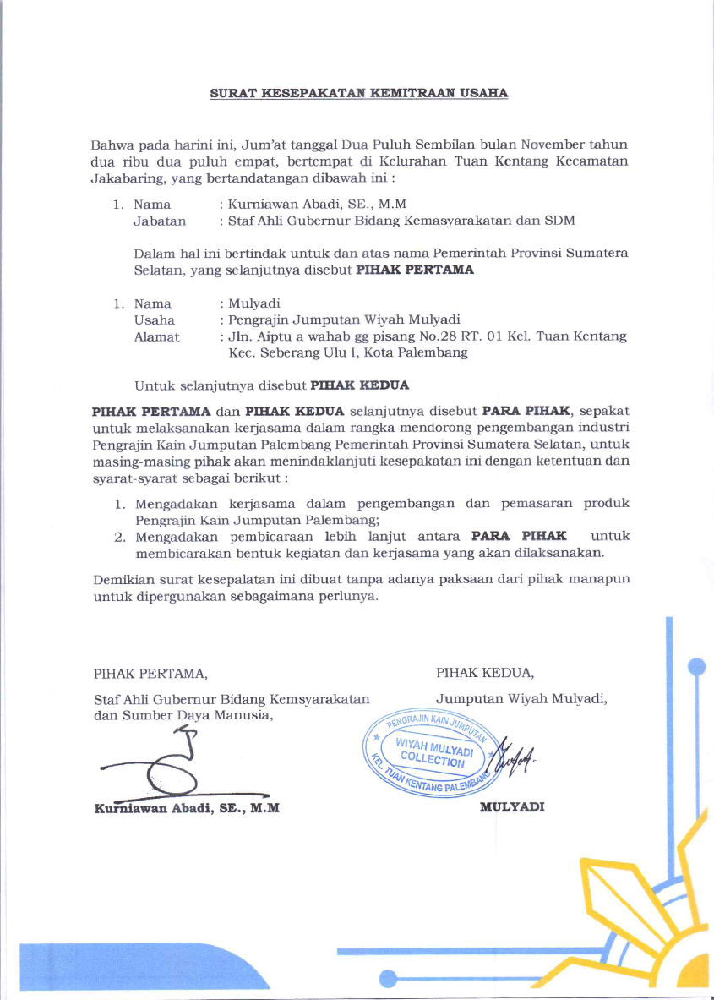 SURAT KESEPAKATAN KEMITRAAN USAHA
Bahwa pada harini ini, Jum'at tanggal Dua Puluh Sembilan bulan November tahun
dua ribu dua puluh empat, bertempat di Kelurahan Tuan Kentang Kecamatan
Jakabaring, yang bertandatangan dibawah ini :
1. Nama : Kurniawan Abadi, SE., M.M
Jabatan : Staf Ahli Gubernur Bidang Kemasyarakatan dan SDM
Dalam hal ini bertindak untuk dan atas nama Pemerintah Provinsi Sumatera
Selatan, yang selanjutnya disebut PIHAK PERTAMA
1. Nama : Mulyadi
Usaha : Pengrajin Jumputan Wiyah Mulyadi
Alamat : Jln. Aiptu a wahab gg pisang No.28 RT. 01 Kel. Tuan Kentang
Kec. Seberang Ulu I, Kota Palembang
Untuk selanjutnya disebut PIHAK KEDUA
PIHAK PERTAMA dan PIHAK KEDUA selanjutnya disebut PARA PIHAK, sepakat
untuk melaksanakan kerjasama dalam rangka mendorong pengembangan industri
Pengrajin Kain Jumputan Palembang Pemerintah Provinsi Sumatera Selatan, untuk
masing-masing pihak akan menindaklanjuti kesepakatan ini dengan ketentuan dan
syarat-syarat sebagai berikut :
1. Mengadakan kerjasama dalam pengembangan dan pemasaran produk
Pengrajin Kain Jumputan Palembang;
2. Mengadakan pembicaraan lebih lanjut antara PARA PIHAK untuk
membicarakan bentuk kegiatan dan kerjasama yang akan dilaksanakan.
Demikian surat kesepalatan ini dibuat tanpa adanya paksaan dari pihak manapun
untuk dipergunakan sebagaimana perlunya.
PIHAK PERTAMA,
Staf Ahli Gubernur Bidang Kemsyarakatan
dan Sumber Daya Manusia,
Kurniawan Abadi, SE., M.M
PIHAK KEDUA,
Jumputan Wiyah Mulyadi,
PENGRAJIN KAIN JUMPUTAN
WIYAH MULYADI
COLLECTION
KEL. TUAN KENTANG PALEMBANG
MULYADI